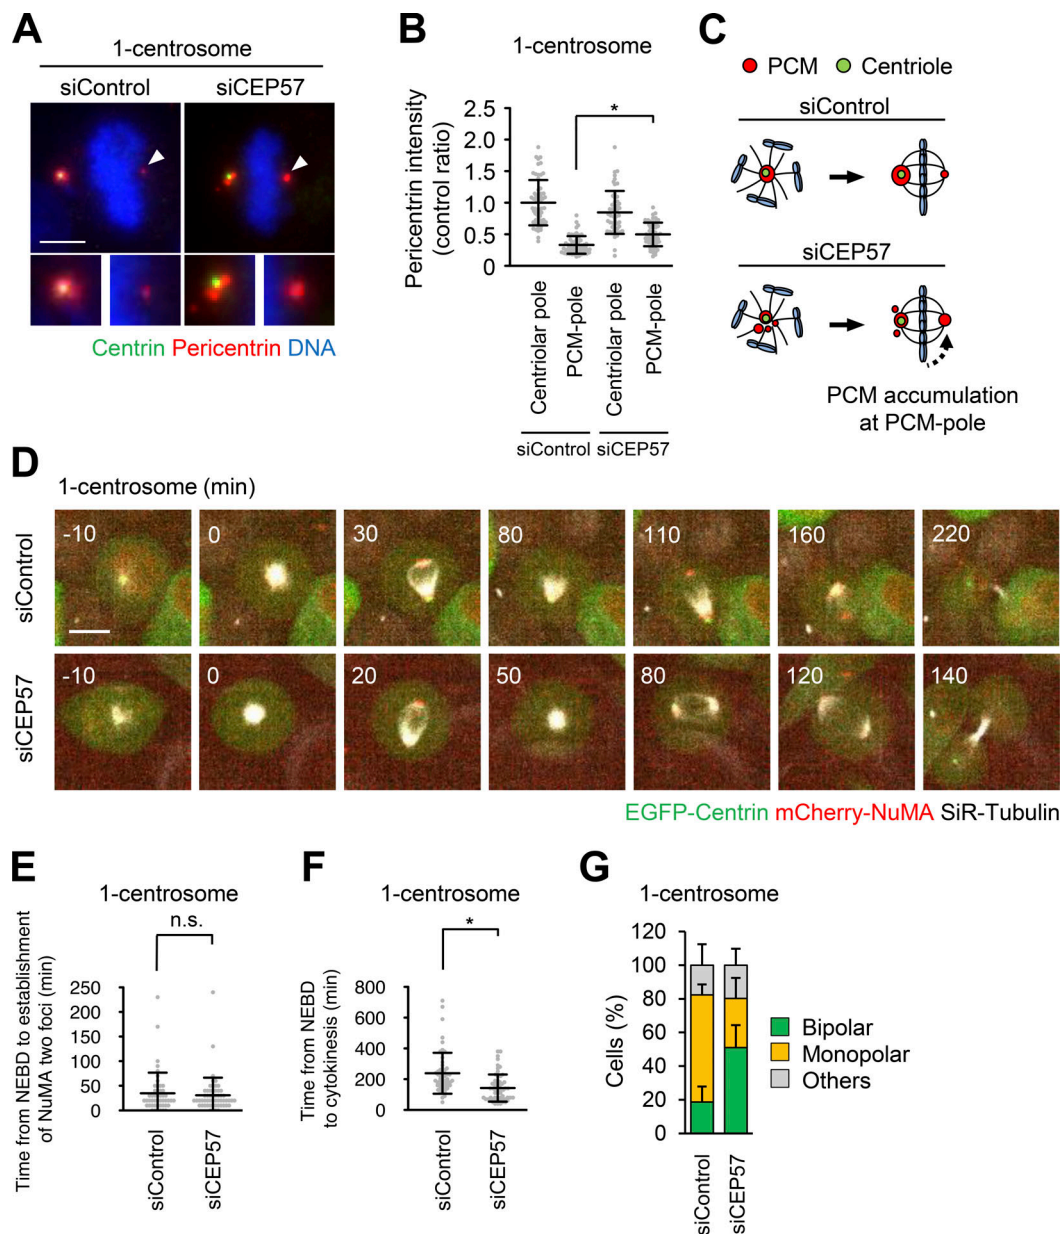 A
1-centrosome
siControl siCEP57
Centrin Pericentrin DNA
B
1-centrosome
Pericentrin intensity
(control ratio)
2.5
2.0
1.5
1.0
0.5
0
*
Centriolar pole
PCM-pole
Centriolar pole
PCM-pole
siControl siCEP57
C
PCM Centriole
siControl
siCEP57
PCM accumulation
at PCM-pole
D
1-centrosome (min)
siControl
-10 0 30 80 110 160 220
siCEP57
-10 0 20 50 80 120 140
EGFP-Centrin mCherry-NuMA SiR-Tubulin
E
1-centrosome
n.s.
Time from NEBD to establishment
of NuMA two foci (min)
250
200
150
100
50
0
siControl
siCEP57
F
1-centrosome
*
Time from NEBD
to cytokinesis (min)
800
600
400
200
0
siControl
siCEP57
G
1-centrosome
Cells (%)
120
100
80
60
40
20
0
siControl
siCEP57
Bipolar
Monopolar
Others